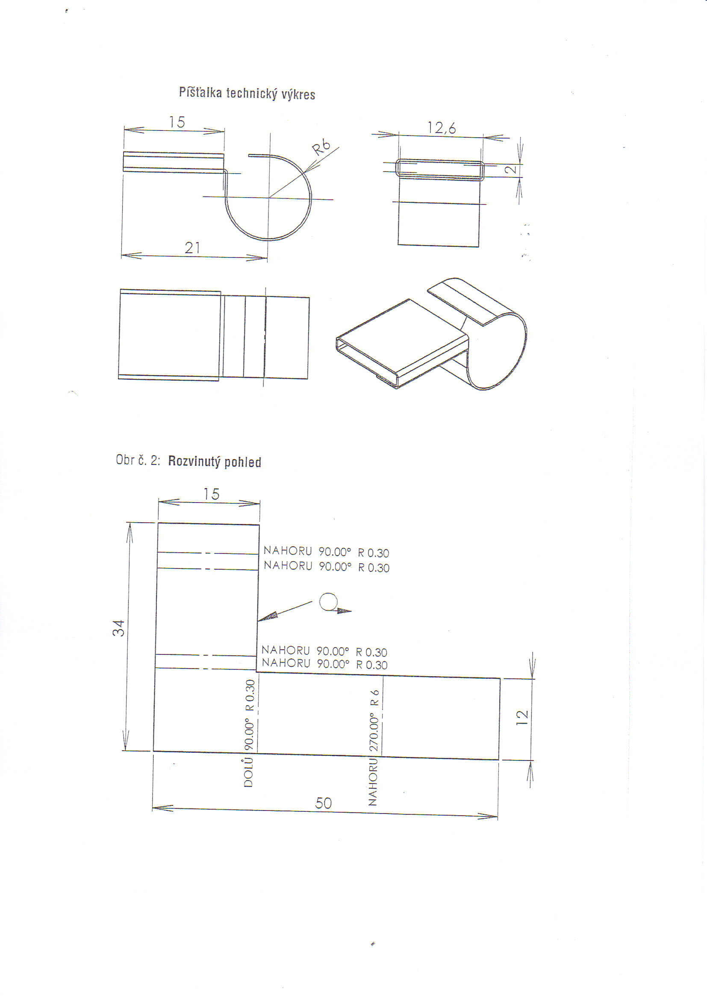 Píšťalka technický výkres
15
R6
12,6
2
21
Obr č. 2: Rozvinutý pohled
15
NAHORU 90.00° R 0.30
NAHORU 90.00° R 0.30
34
NAHORU 90.00° R 0.30
NAHORU 90.00° R 0.30
DOLŮ 90.00° R 0.30
NAHORU 270.00° R 6
12
50